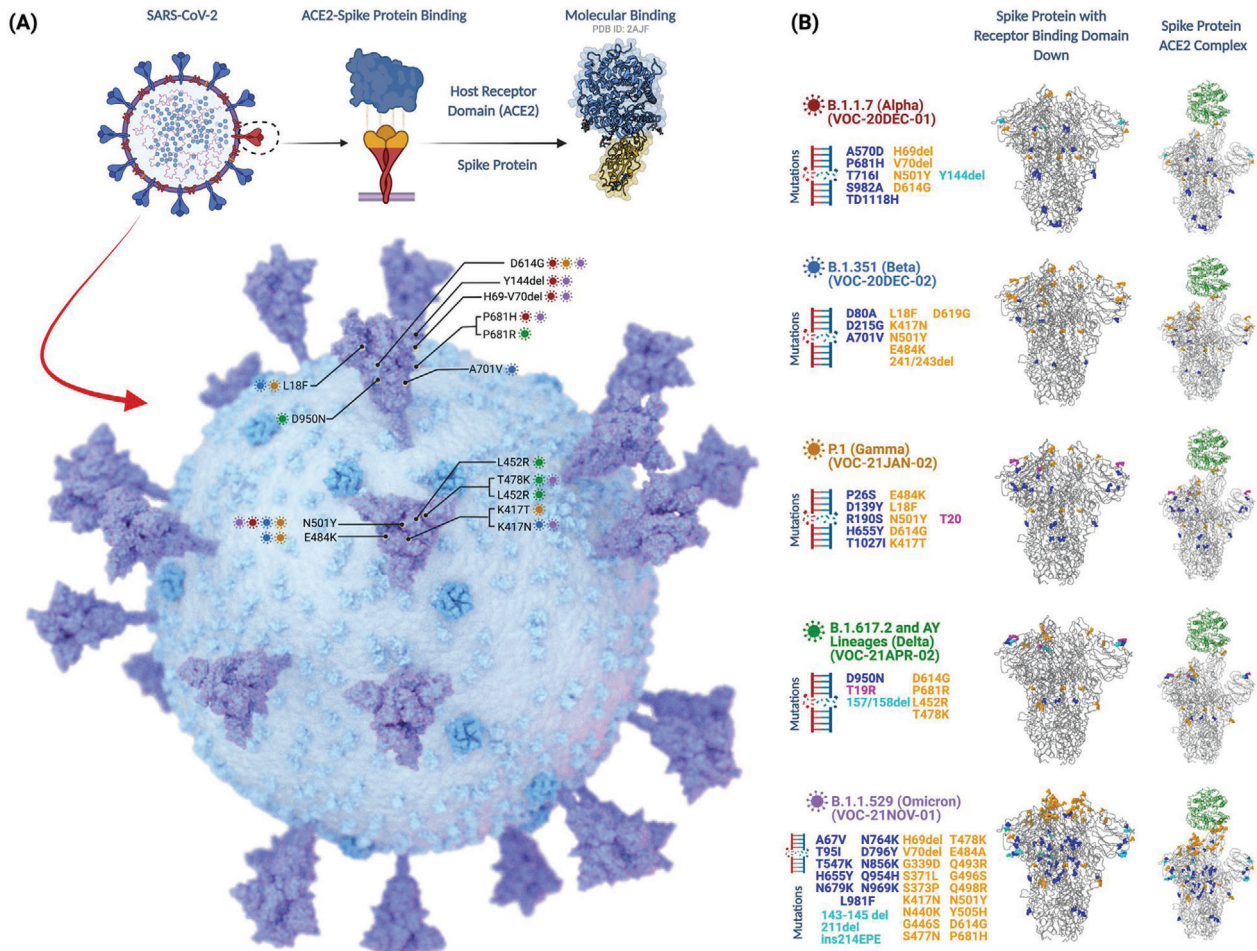 (A)
SARS-CoV-2
ACE2-Spike Protein Binding
Molecular Binding
PDB ID: 2AJF
Host Receptor
Domain (ACE2)
Spike Protein
D614G
Y144del
H69-V70del
P681H
P681R
A701V
L18F
D950N
L452R
T478K
L452R
K417T
K417N
N501Y
E484K
(B)
Spike Protein with
Receptor Binding Domain
Down
Spike Protein
ACE2 Complex
B.1.1.7 (Alpha)
(VOC-20DEC-01)
Mutations
A570D H69del
P681H V70del
T716I N501Y Y144del
S982A D614G
TD1118H
B.1.351 (Beta)
(VOC-20DEC-02)
Mutations
D80A L18F D619G
D215G K417N
A701V N501Y
E484K
241/243del
P.1 (Gamma)
(VOC-21JAN-02)
Mutations
P26S E484K
D139Y L18F
R190S N501Y T20
H655Y D614G
T1027I K417T
B.1.617.2 and AY
Lineages (Delta)
(VOC-21APR-02)
Mutations
D950N D614G
T19R P681R
157/158del L452R
T478K
B.1.1.529 (Omicron)
(VOC-21NOV-01)
Mutations
A67V N764K H69del T478K
T95I D796Y V70del E484A
T547K N856K G339D Q493R
H655Y Q954H S371L G496S
N679K N969K S373P Q498R
L981F K417N N501Y
143-145 del N440K Y505H
211del G446S D614G
ins214EPE S477N P681H